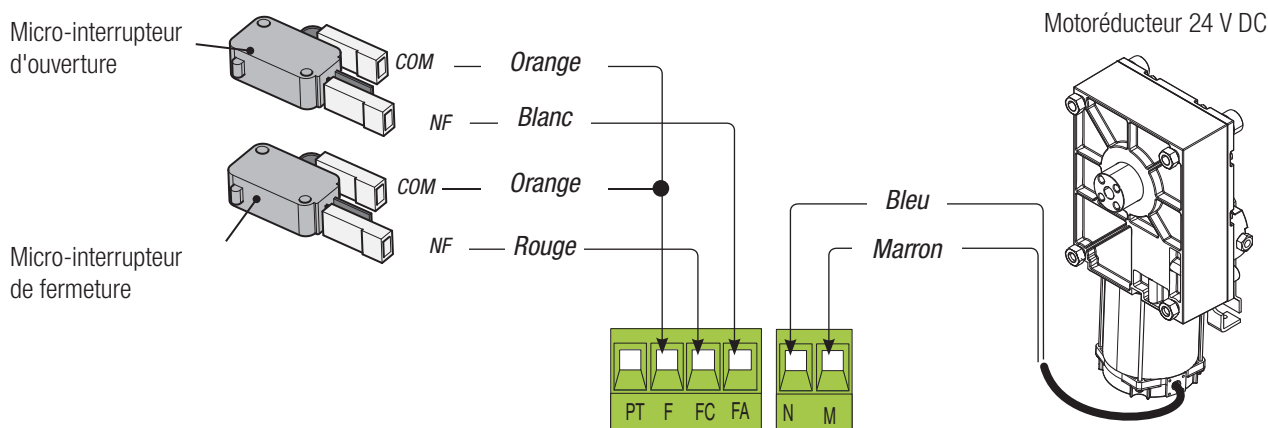 Micro-interrupteur
d'ouverture
COM
Orange
NF
Blanc
COM
Orange
NF
Rouge
Micro-interrupteur
de fermeture
Motoréducteur 24 V DC
Bleu
Marron
PT F FC FA
N M